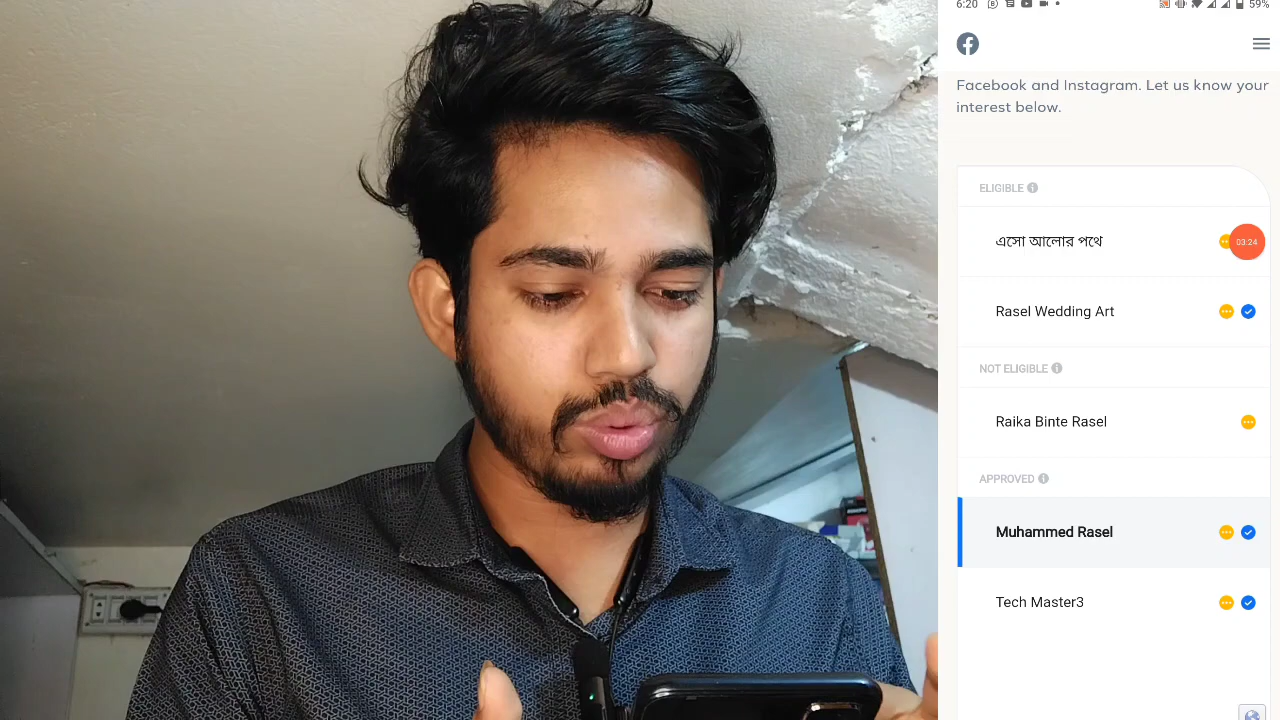 6:20
59%
Facebook and Instagram. Let us know your
interest below.
ELIGIBLE
এসো আলোর পথে
03:24
Rasel Wedding Art
NOT ELIGIBLE
Raika Binte Rasel
APPROVED
Muhammed Rasel
Tech Master3